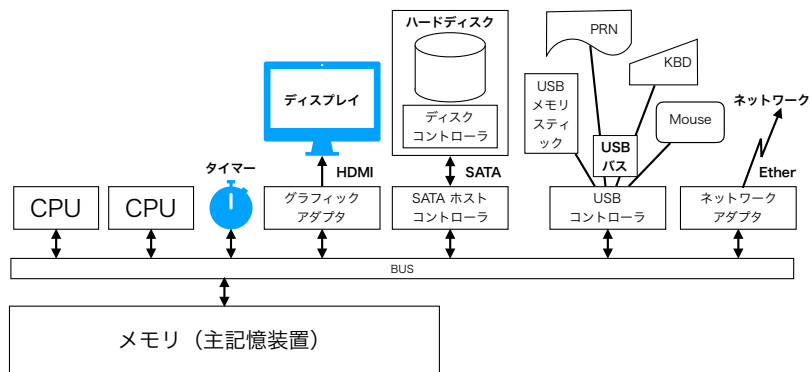 ハードディスク
PRN
KBD
ディスプレイ
USB
メモリ
スティ
ック
ネットワーク
ディスク
コントローラ
Mouse
USB
バス
タイマー
HDMI
SATA
Ether
CPU
CPU
グラフィック
アダプタ
SATA ホスト
コントローラ
USB
コントローラ
ネットワーク
アダプタ
BUS
メモリ（主記憶装置）